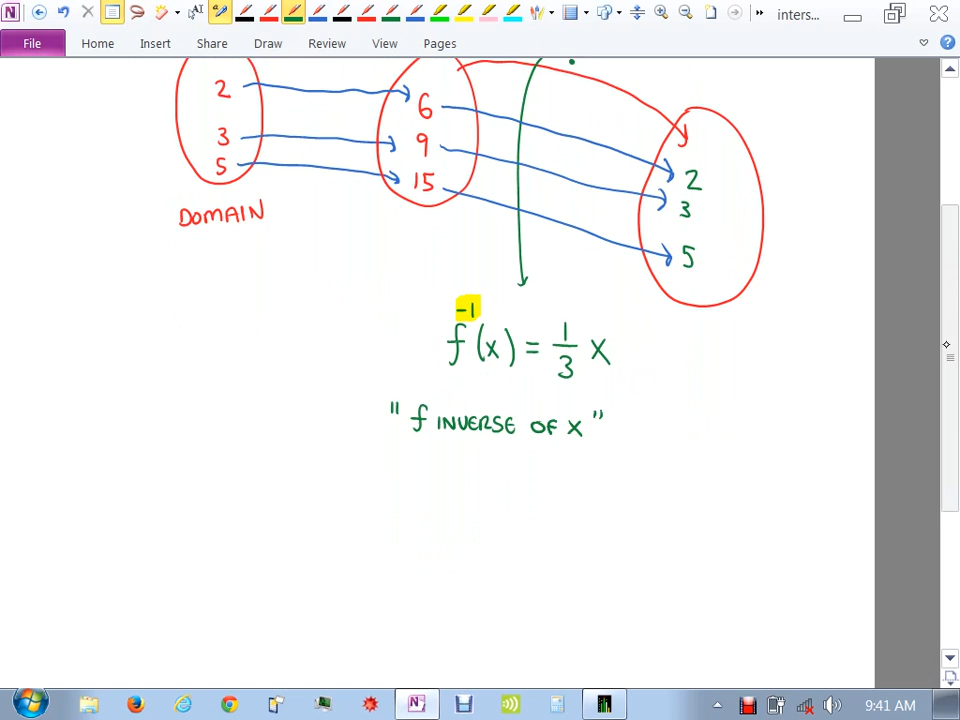 inters...
File Home Insert Share Draw Review View Pages
2 6
3 9
5 15
2
3
5
DOMAIN
f⁻¹(x) = 1/3 x
"f INVERSE OF x"
9:41 AM